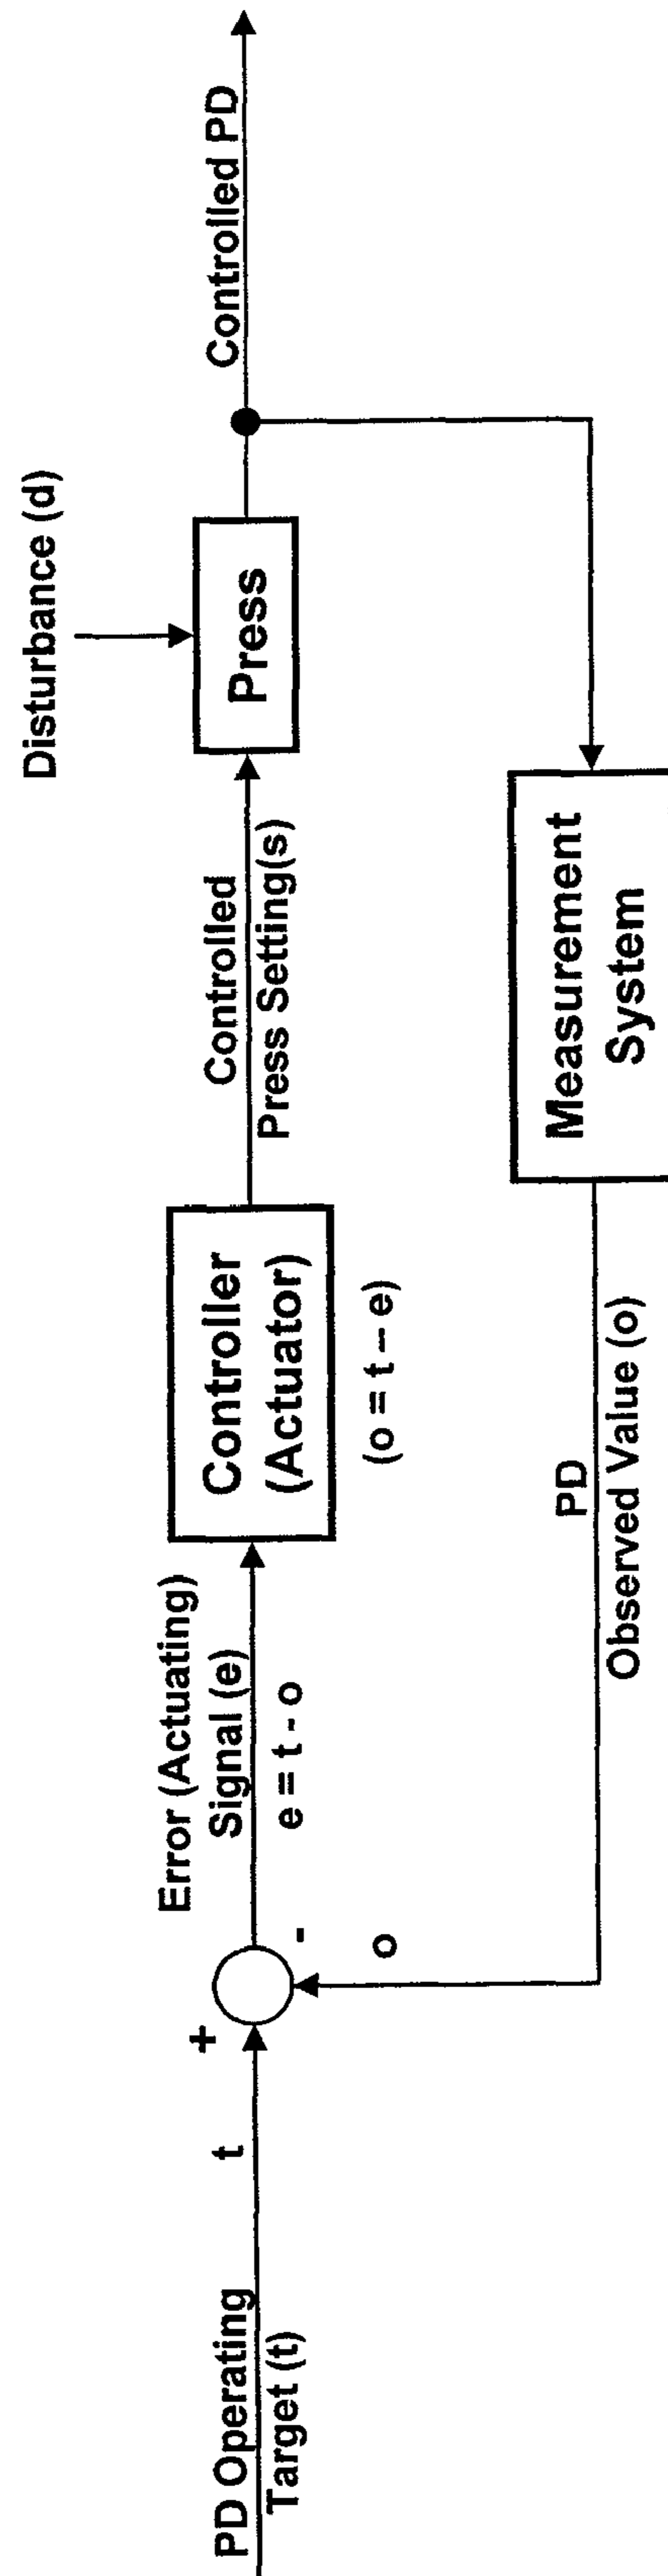 PD Operating
Target (t)
t
+
-
o
Error (Actuating)
Signal (e)
e = t - o
Controller
(Actuator)
(o = t – e)
Controlled
Press Setting(s)
Disturbance (d)
Press
Controlled PD
Measurement
System
PD
Observed Value (o)